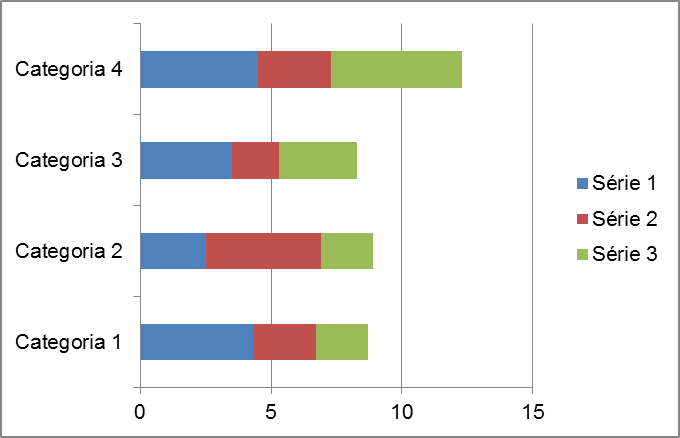 Categoria 4
Categoria 3
Categoria 2
Categoria 1
0 5 10 15
Série 1
Série 2
Série 3